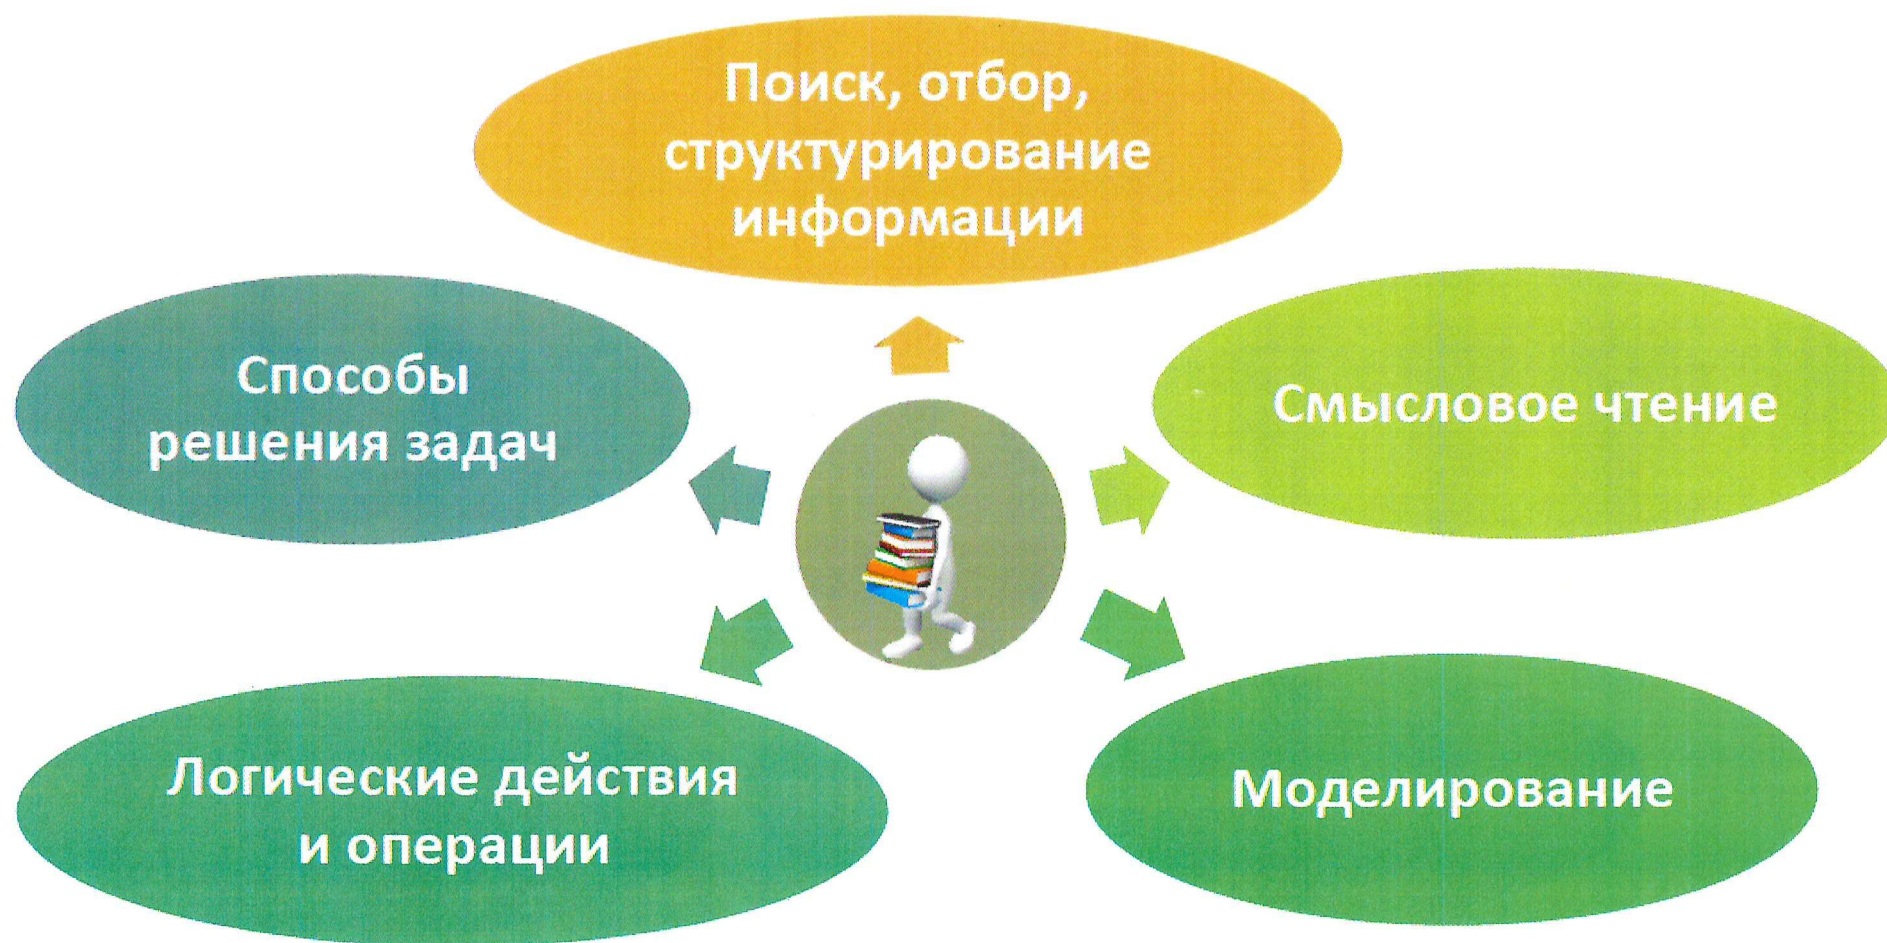 Поиск, отбор,
структурирование
информации
Способы
решения задач
Смысловое чтение
Логические действия
и операции
Моделирование